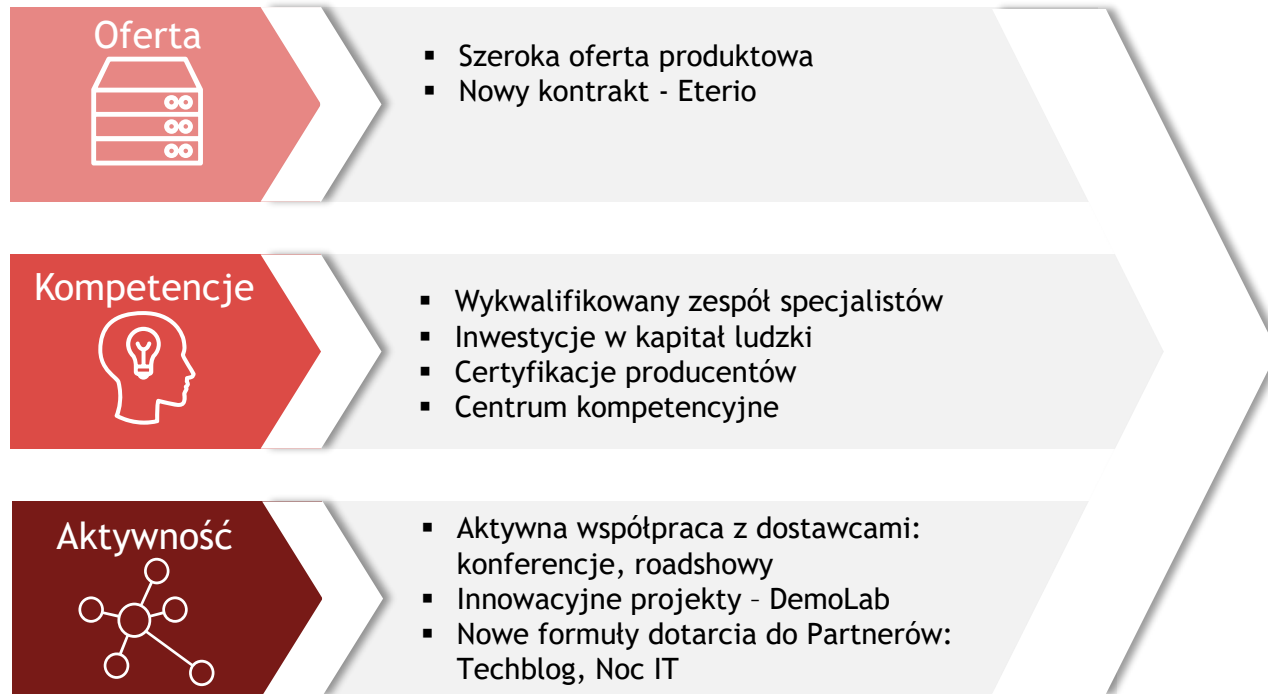 Oferta
▪ Szeroka oferta produktowa
▪ Nowy kontrakt - Eterio
Kompetencje
▪ Wykwalifikowany zespół specjalistów
▪ Inwestycje w kapitał ludzki
▪ Certyfikacje producentów
▪ Centrum kompetencyjne
Aktywność
▪ Aktywna współpraca z dostawcami:
konferencje, roadshowy
▪ Innowacyjne projekty – DemoLab
▪ Nowe formuły dotarcia do Partnerów:
Techblog, Noc IT